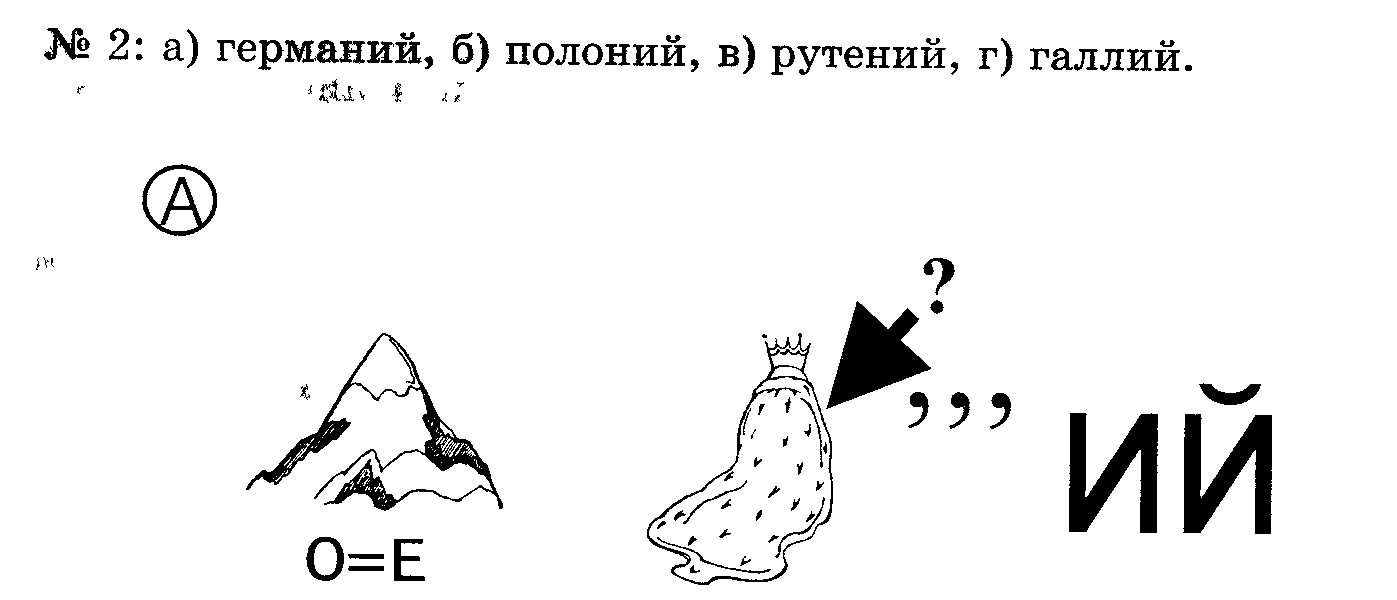 № 2: а) германий, б) полоний, в) рутений, г) галлий.
А
?
,,,
ИЙ
О=Е